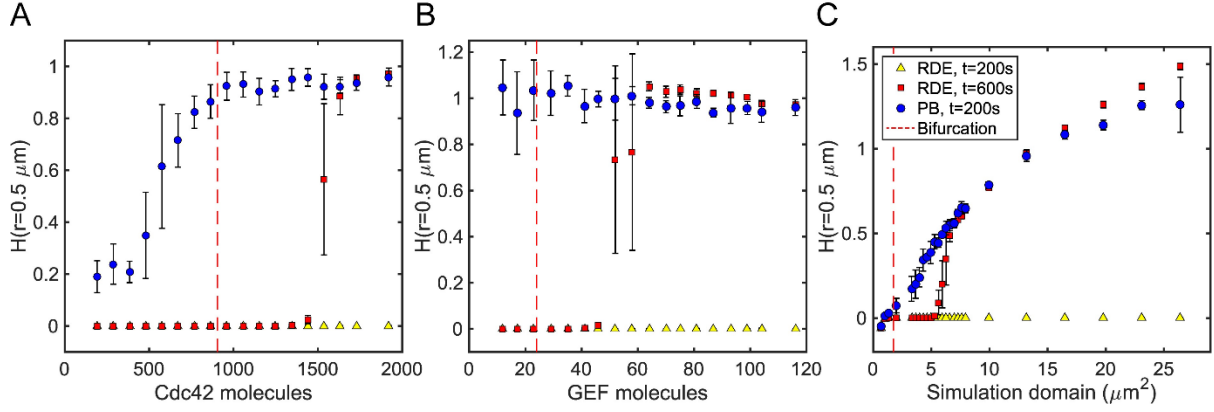 A
H(r=0.5 μm)
1
0.8
0.6
0.4
0.2
0
0
500
1000
1500
2000
Cdc42 molecules
B
H(r=0.5 μm)
1.2
1
0.8
0.6
0.4
0.2
0
0
20
40
60
80
100
120
GEF molecules
C
H(r=0.5 μm)
1.5
1
0.5
0
0
5
10
15
20
25
Simulation domain (μm²)
RDE, t=200s
RDE, t=600s
PB, t=200s
Bifurcation